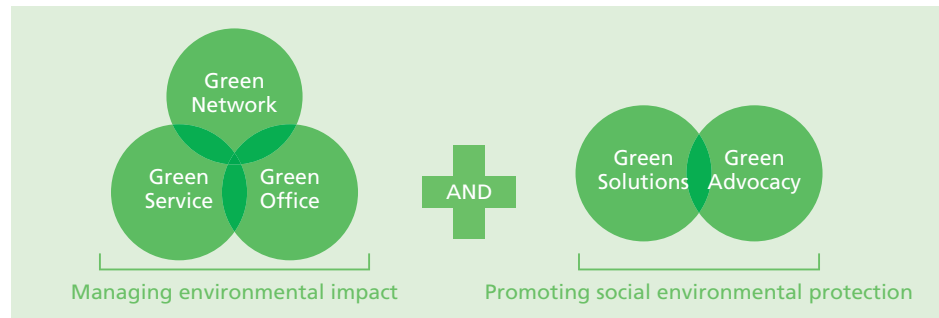 Green
Network
Green
Service
Green
Office
AND
Green
Solutions
Green
Advocacy
Managing environmental impact
Promoting social environmental protection